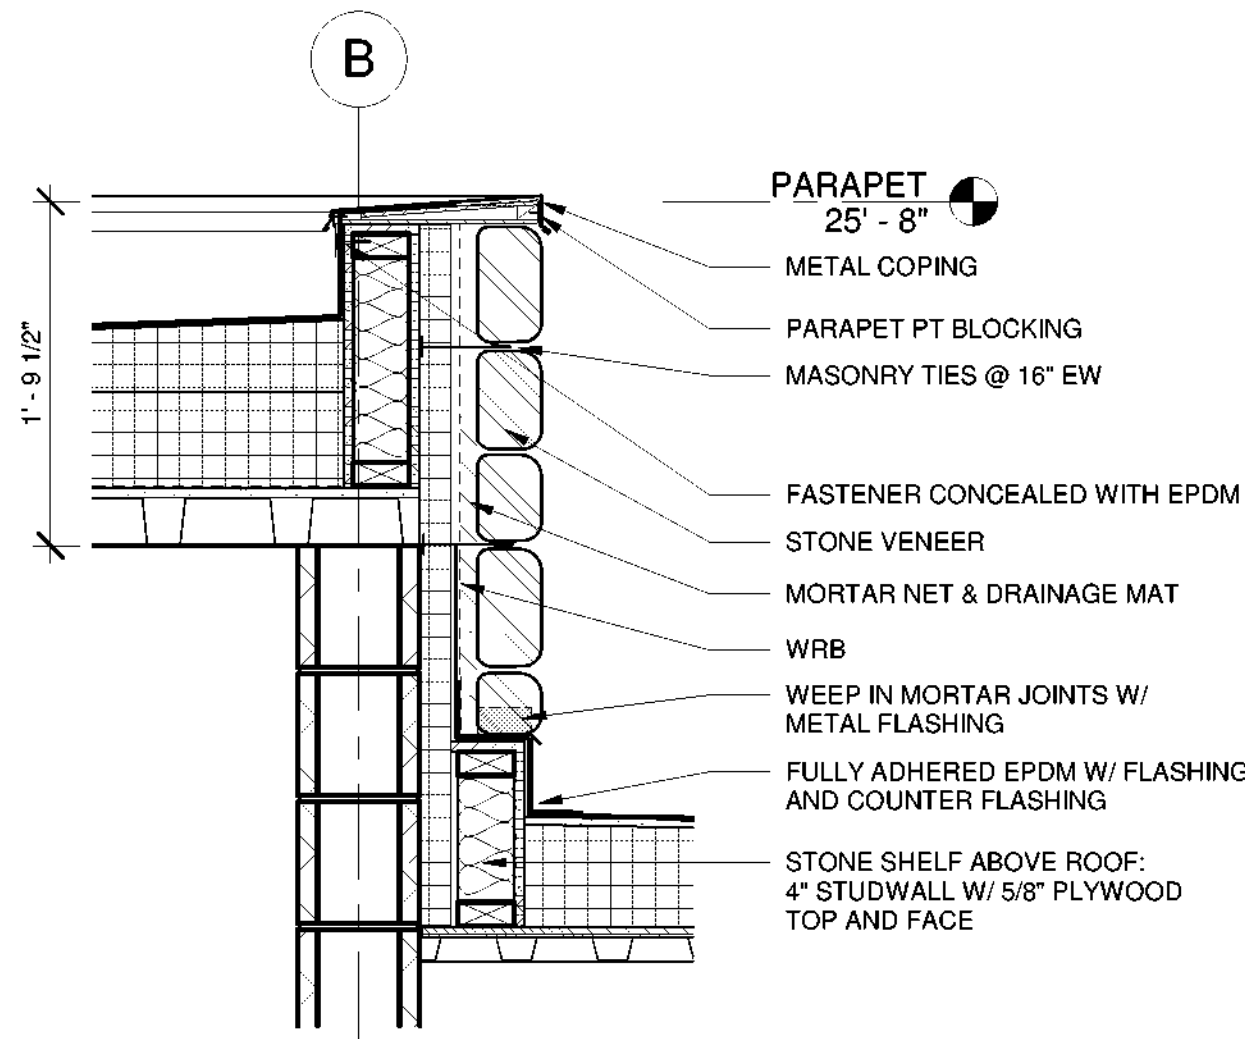 B
PARAPET
25' - 8"
METAL COPING
PARAPET PT BLOCKING
MASONRY TIES @ 16" EW
1' - 9 1/2"
FASTENER CONCEALED WITH EPDM
STONE VENEER
MORTAR NET & DRAINAGE MAT
WRB
WEEP IN MORTAR JOINTS W/
METAL FLASHING
FULLY ADHERED EPDM W/ FLASHING
AND COUNTER FLASHING
STONE SHELF ABOVE ROOF:
4" STUDWALL W/ 5/8" PLYWOOD
TOP AND FACE